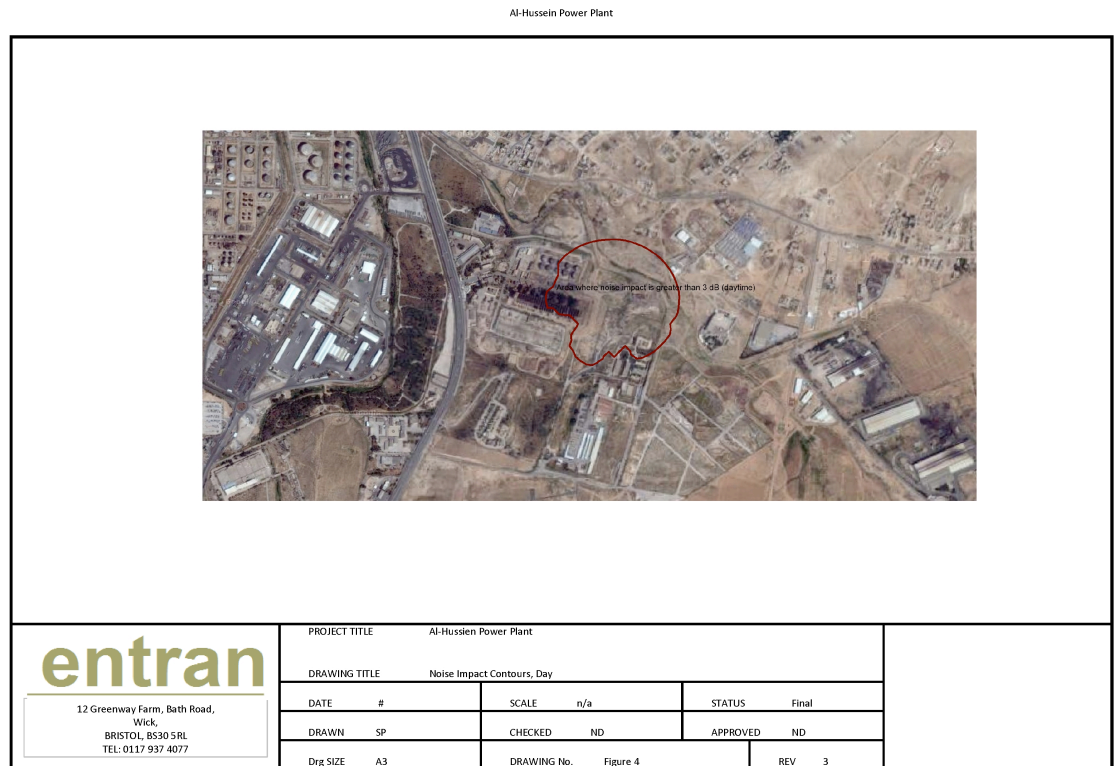 Al-Hussein Power Plant
Area where noise impact is greater than 3 dB (daytime)
entran
12 Greenway Farm, Bath Road,
Wick,
BRISTOL, BS30 5RL
TEL: 0117 937 4077
PROJECT TITLE Al-Hussien Power Plant
DRAWING TITLE Noise Impact Contours, Day
DATE # SCALE n/a STATUS Final
DRAWN SP CHECKED ND APPROVED ND
Drg SIZE A3 DRAWING No. Figure 4 REV 3